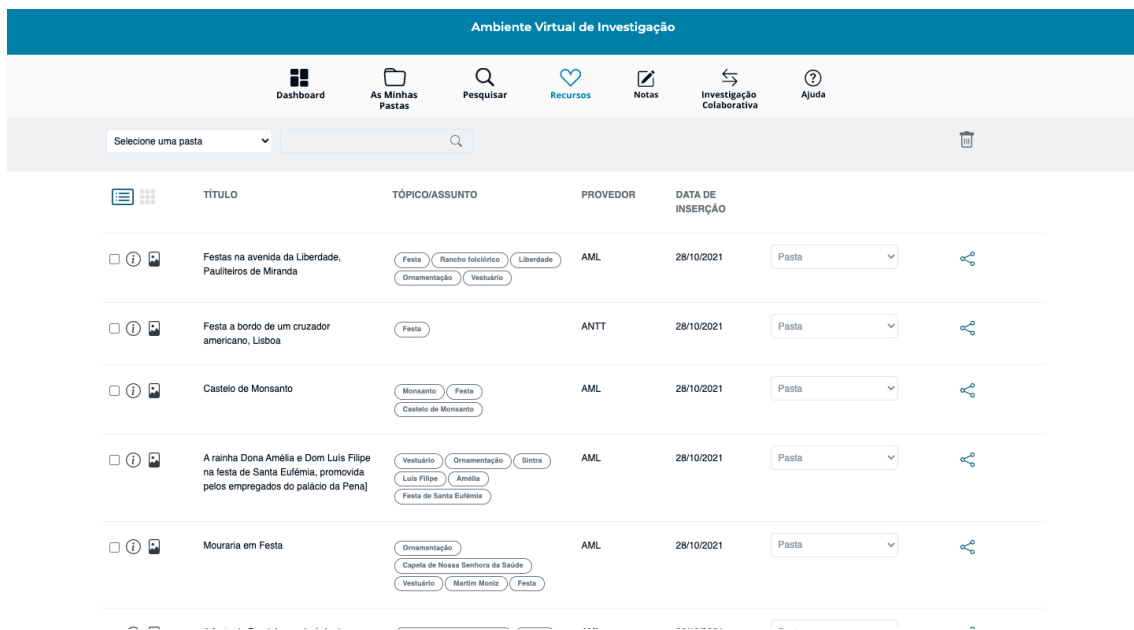 Ambiente Virtual de Investigação
Dashboard
As Minhas
Pastas
Pesquisar
Recursos
Notas
Investigação
Colaborativa
Ajuda
Selecione uma pasta
TÍTULO
TÓPICO/ASSUNTO
PROVEDOR
DATA DE
INSERÇÃO
Festas na avenida da Liberdade,
Pauliteiros de Miranda
Festa Rancho folclórico Liberdade
Ornamentação Vestuário
AML
28/10/2021
Pasta
Festa a bordo de um cruzador
americano, Lisboa
Festa
ANTT
28/10/2021
Pasta
Castelo de Monsanto
Monsanto Festa
Castelo de Monsanto
AML
28/10/2021
Pasta
A rainha Dona Amélia e Dom Luís Filipe
na festa de Santa Eufémia, promovida
pelos empregados do palácio da Pena]
Vestuário Ornamentação Sintra
Luís Filipe Amélia
Festa de Santa Eufémia
AML
28/10/2021
Pasta
Mouraria em Festa
Ornamentação
Capela de Nossa Senhora da Saúde
Vestuário Martim Moniz Festa
AML
28/10/2021
Pasta